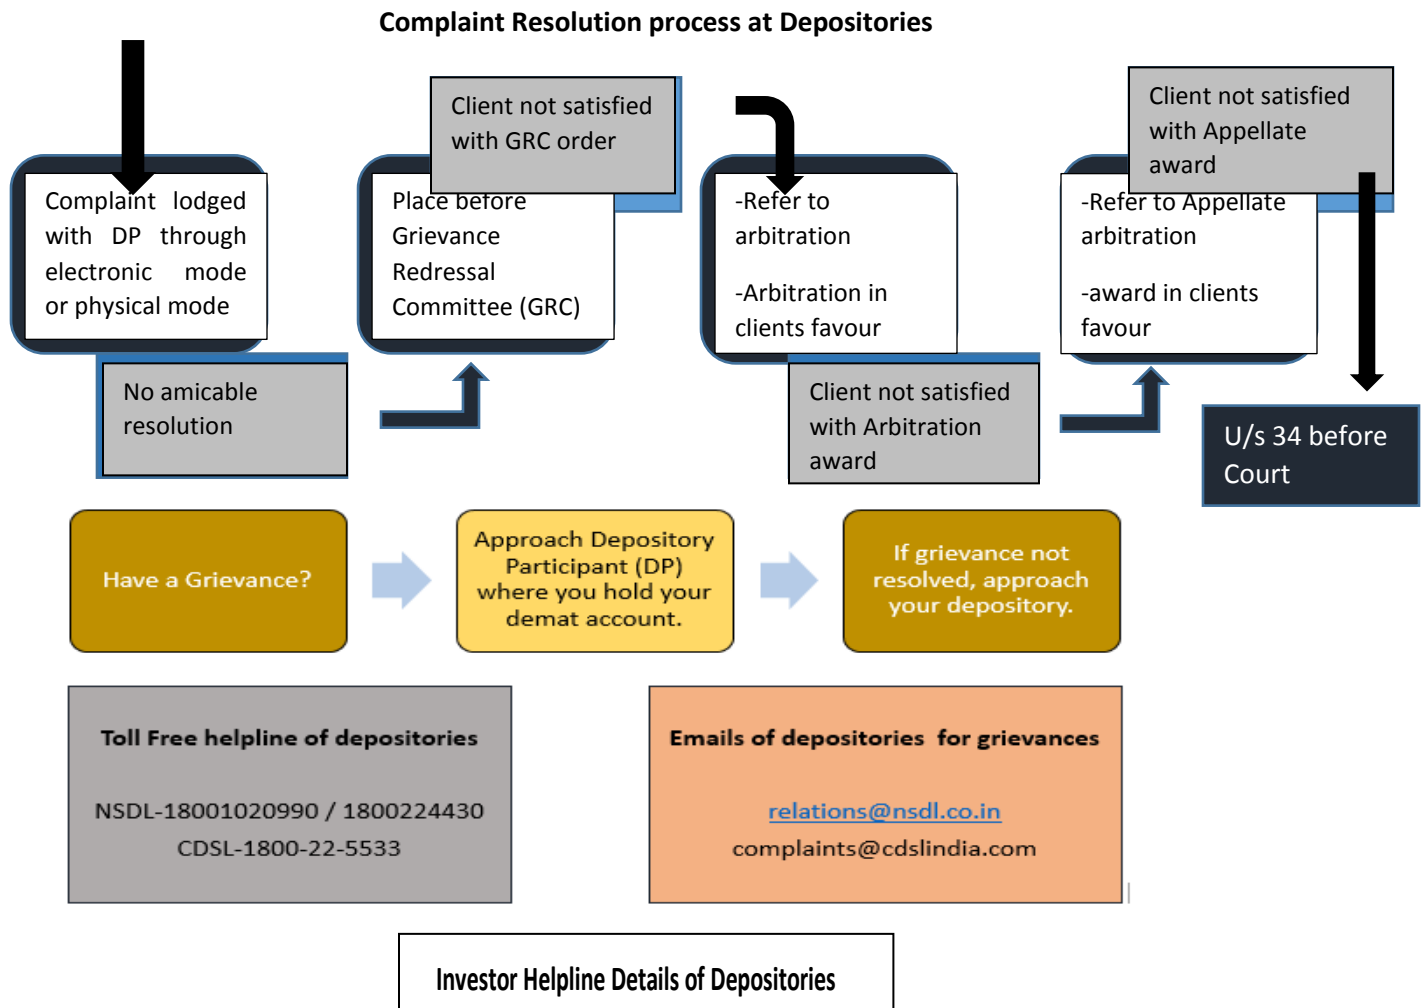 Complaint Resolution process at Depositories
Complaint lodged
with DP through
electronic mode
or physical mode
No amicable
resolution
Place before
Grievance
Redressal
Committee (GRC)
Client not satisfied
with GRC order
-Refer to
arbitration
-Arbitration in
clients favour
Client not satisfied
with Arbitration
award
-Refer to Appellate
arbitration
-award in clients
favour
Client not satisfied
with Appellate
award
U/s 34 before
Court
Have a Grievance?
Approach Depository
Participant (DP)
where you hold your
demat account.
If grievance not
resolved, approach
your depository.
Toll Free helpline of depositories
NSDL-18001020990 / 1800224430
CDSL-1800-22-5533
Emails of depositories for grievances
relations@nsdl.co.in
complaints@cdslindia.com
Investor Helpline Details of Depositories